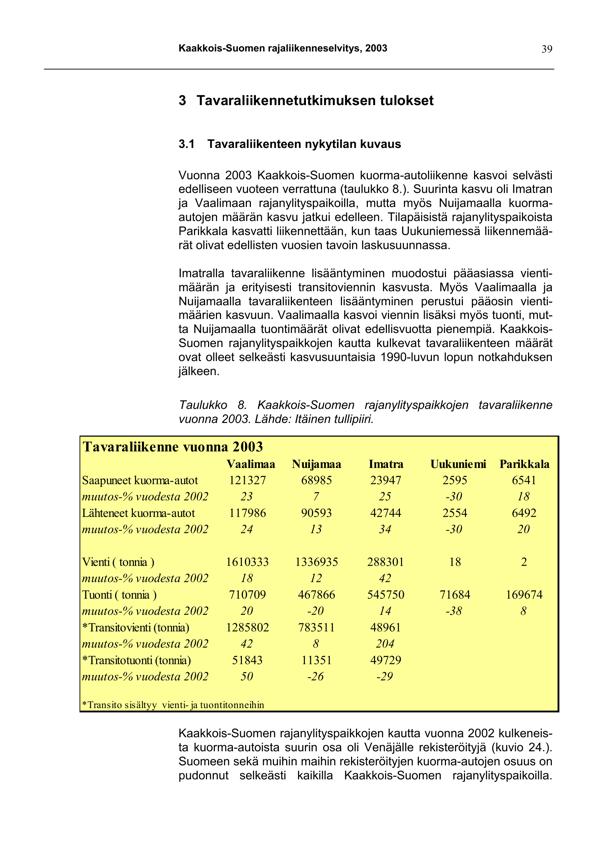 Kaakkois-Suomen rajaliikenneselvitys, 2003 39
3 Tavaraliikennetutkimuksen tulokset
3.1 Tavaraliikenteen nykytilan kuvaus
Vuonna 2003 Kaakkois-Suomen kuorma-autoliikenne kasvoi selvästi
edelliseen vuoteen verrattuna (taulukko 8.). Suurinta kasvu oli Imatran
ja Vaalimaan rajanylityspaikoilla, mutta myös Nuijamaalla kuorma-
autojen määrän kasvu jatkui edelleen. Tilapäisistä rajanylityspaikoista
Parikkala kasvatti liikennettään, kun taas Uukuniemessä liikennemää-
rät olivat edellisten vuosien tavoin laskusuunnassa.
Imatralla tavaraliikenne lisääntyminen muodostui pääasiassa vienti-
määrän ja erityisesti transitoviennin kasvusta. Myös Vaalimaalla ja
Nuijamaalla tavaraliikenteen lisääntyminen perustui pääosin vienti-
määrien kasvuun. Vaalimaalla kasvoi viennin lisäksi myös tuonti, mut-
ta Nuijamaalla tuontimäärät olivat edellisvuotta pienempiä. Kaakkois-
Suomen rajanylityspaikkojen kautta kulkevat tavaraliikenteen määrät
ovat olleet selkeästi kasvusuuntaisia 1990-luvun lopun notkahduksen
jälkeen.
Taulukko 8. Kaakkois-Suomen rajanylityspaikkojen tavaraliikenne
vuonna 2003. Lähde: Itäinen tullipiiri.
Tavaraliikenne vuonna 2003
Vaalimaa Nuijamaa Imatra Uukuniemi Parikkala
Saapuneet kuorma-autot 121327 68985 23947 2595 6541
muutos-% vuodesta 2002 23 7 25 -30 18
Lähteneet kuorma-autot 117986 90593 42744 2554 6492
muutos-% vuodesta 2002 24 13 34 -30 20
Vienti ( tonnia ) 1610333 1336935 288301 18 2
muutos-% vuodesta 2002 18 12 42
Tuonti ( tonnia ) 710709 467866 545750 71684 169674
muutos-% vuodesta 2002 20 -20 14 -38 8
*Transitovienti (tonnia) 1285802 783511 48961
muutos-% vuodesta 2002 42 8 204
*Transitotuonti (tonnia) 51843 11351 49729
muutos-% vuodesta 2002 50 -26 -29
*Transito sisältyy vienti- ja tuontitonneihin
Kaakkois-Suomen rajanylityspaikkojen kautta vuonna 2002 kulkeneis-
ta kuorma-autoista suurin osa oli Venäjälle rekisteröityjä (kuvio 24.).
Suomeen sekä muihin maihin rekisteröityjen kuorma-autojen osuus on
pudonnut selkeästi kaikilla Kaakkois-Suomen rajanylityspaikoilla.